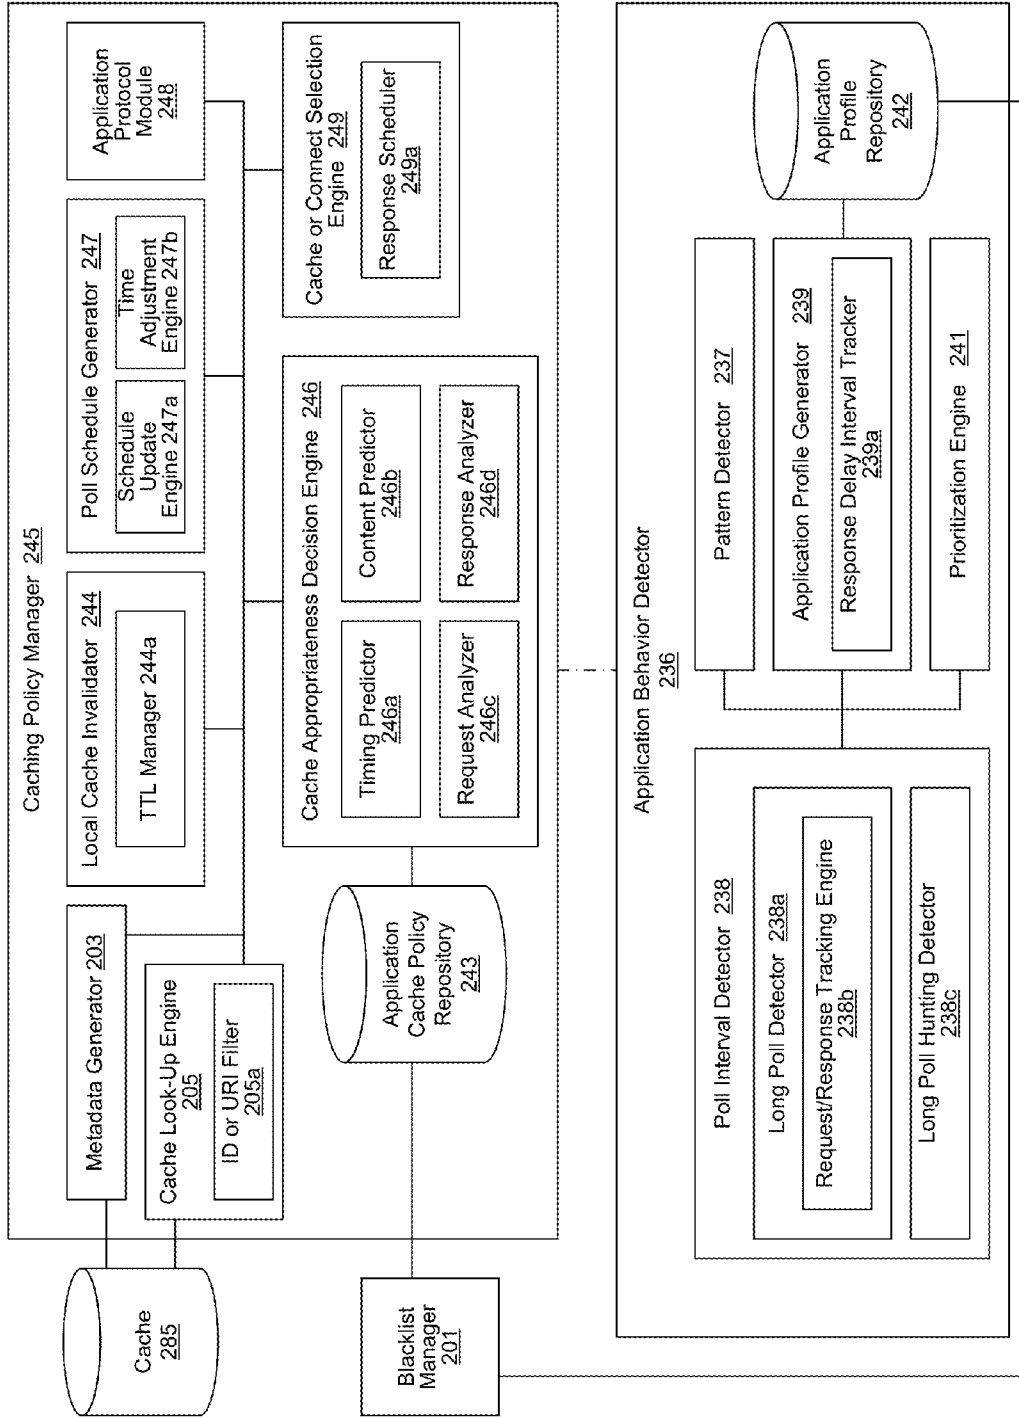 Caching Policy Manager 245
Cache
285
Metadata Generator 203
Cache Look-Up Engine
205
ID or URI Filter
205a
Local Cache Invalidator 244
TTL Manager 244a
Poll Schedule Generator 247
Schedule
Update
Engine 247a
Time
Adjustment
Engine 247b
Application
Protocol
Module
248
Blacklist
Manager
201
Application
Cache Policy
Repository
243
Cache Appropriateness Decision Engine 246
Timing Predictor
246a
Content Predictor
246b
Request Analyzer
246c
Response Analyzer
246d
Cache or Connect Selection
Engine 249
Response Scheduler
249a
Application Behavior Detector
236
Poll Interval Detector 238
Long Poll Detector 238a
Request/Response Tracking Engine
238b
Long Poll Hunting Detector
238c
Pattern Detector 237
Application Profile Generator 239
Response Delay Interval Tracker
239a
Prioritization Engine 241
Application
Profile
Repository
242